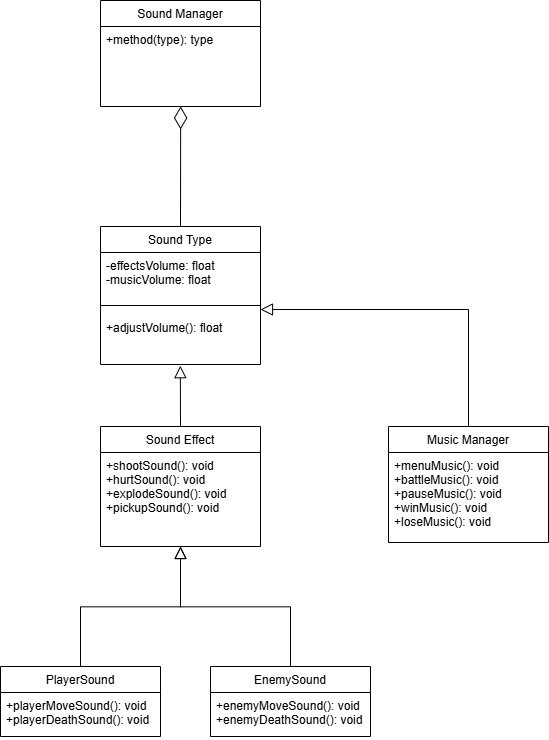 Sound Manager
+method(type): type
Sound Type
-effectsVolume: float
-musicVolume: float
+adjustVolume(): float
Sound Effect
+shootSound(): void
+hurtSound(): void
+explodeSound(): void
+pickupSound(): void
Music Manager
+menuMusic(): void
+battleMusic(): void
+pauseMusic(): void
+winMusic(): void
+loseMusic(): void
PlayerSound
+playerMoveSound(): void
+playerDeathSound(): void
EnemySound
+enemyMoveSound(): void
+enemyDeathSound(): void